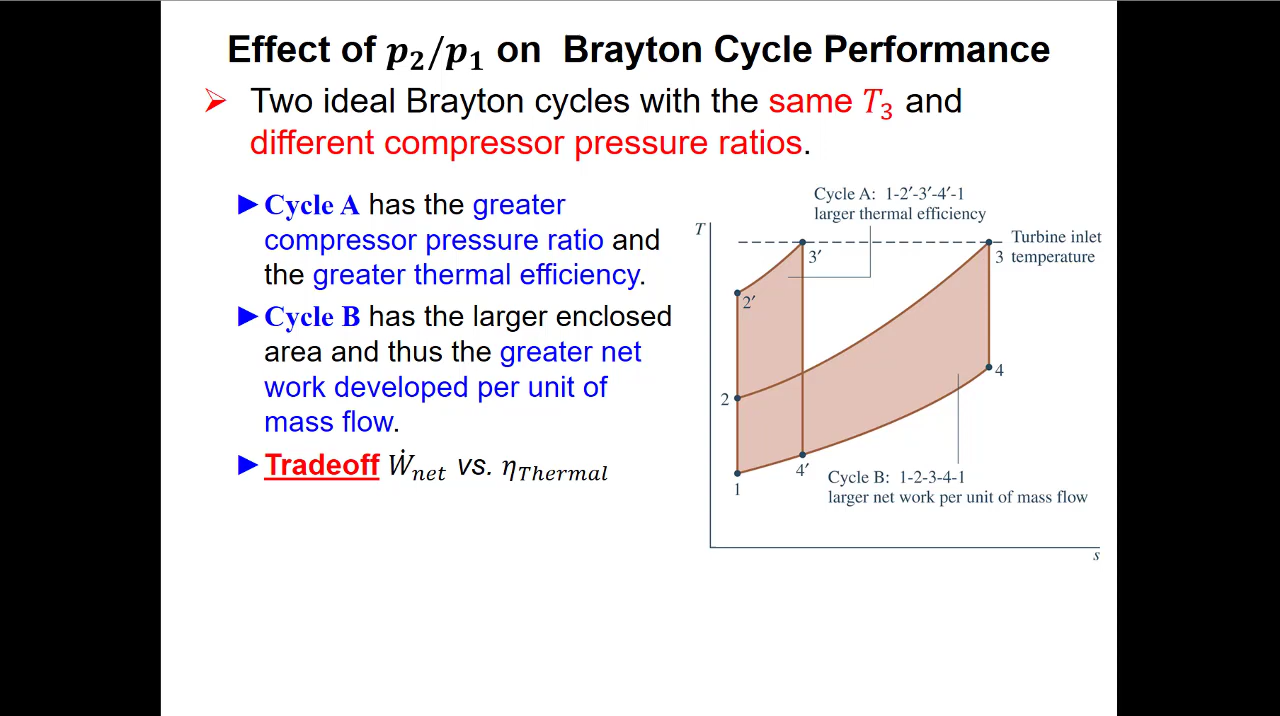 Effect of p₂/p₁ on Brayton Cycle Performance
➢ Two ideal Brayton cycles with the same T₃ and
different compressor pressure ratios.
►Cycle A has the greater
compressor pressure ratio and
the greater thermal efficiency.
►Cycle B has the larger enclosed
area and thus the greater net
work developed per unit of
mass flow.
►Tradeoff Ẇnet vs. ηThermal
Cycle A: 1-2′-3′-4′-1
larger thermal efficiency
T
Turbine inlet
temperature
3′
3
2′
4
2
4′
1
Cycle B: 1-2-3-4-1
larger net work per unit of mass flow
s